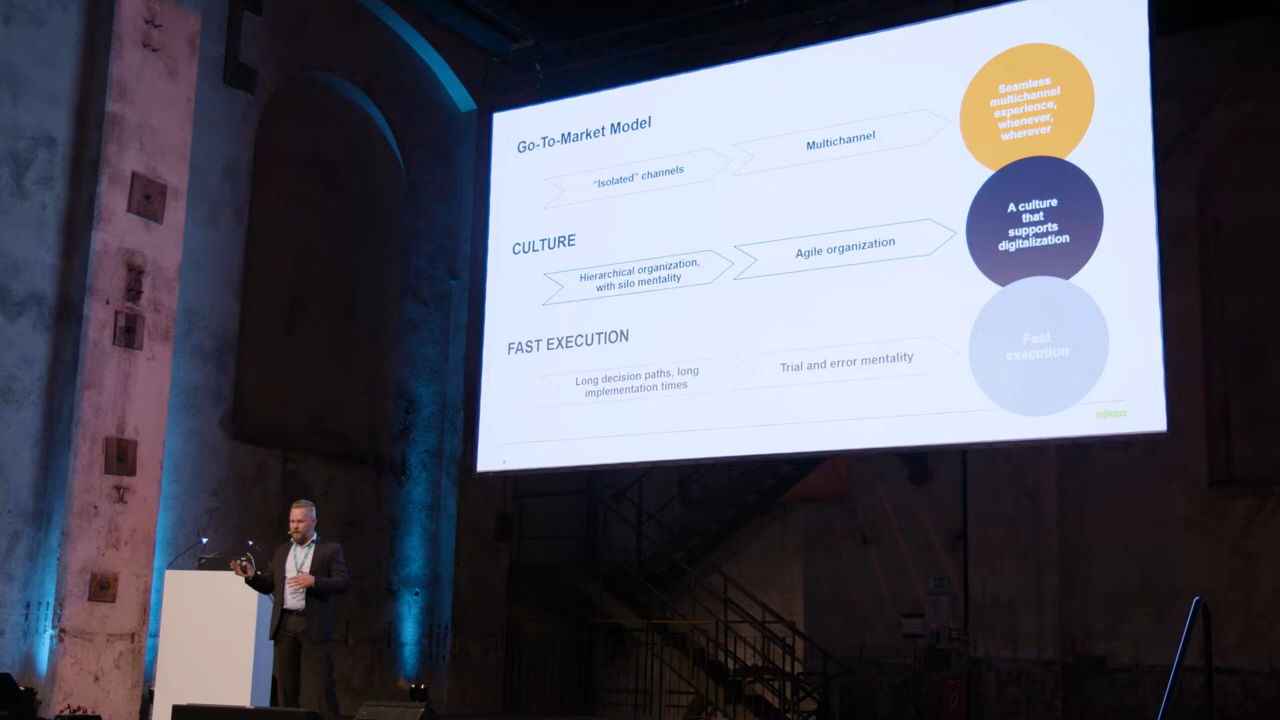 Go-To-Market Model
"Isolated" channels
Multichannel
Seamless
multichannel
experience,
whenever,
wherever
CULTURE
Hierarchical organization,
with silo mentality
Agile organization
A culture
that
supports
digitalization
FAST EXECUTION
Long decision paths, long
implementation times
Trial and error mentality
Fast
execution